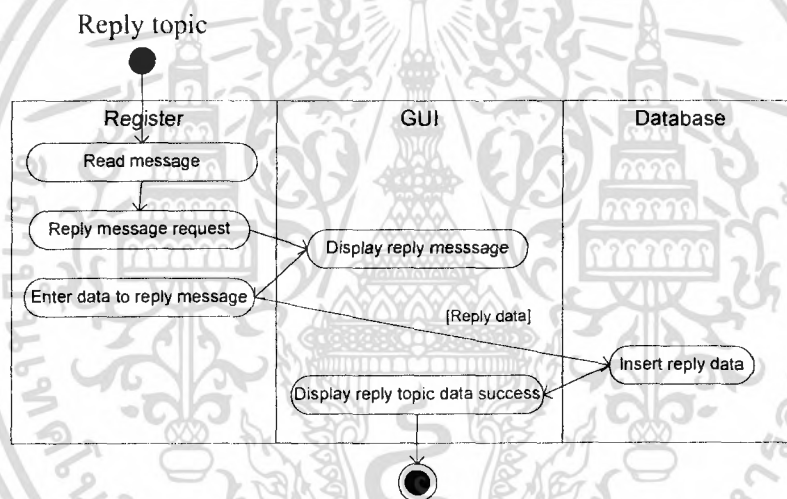 Reply topic
Register
GUI
Database
Read message
Reply message request
Display reply messsage
Enter data to reply message
[Reply data]
Insert reply data
Display reply topic data success